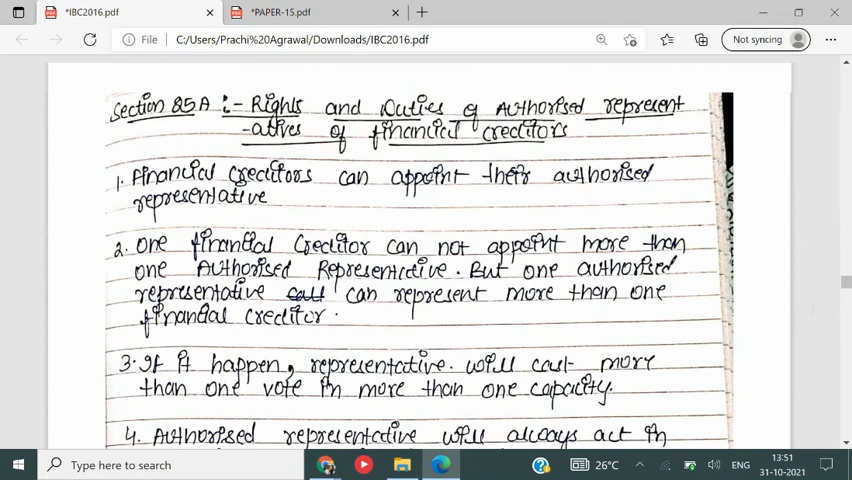 *IBC2016.pdf
*PAPER-15.pdf
File
C:/Users/Prachi%20Agrawal/Downloads/IBC2016.pdf
Not syncing
Section 25A :- Rights and Duties of Authorised represent
-atives of financial creditors
1. Financial creditors can appoint their authorised
representative
2. One financial Creditor can not appoint more than
one Authorised Representative. But one authorised
representative can represent more than one
financial creditor.
3. If it happen, representative. will cast more
than one vote in more than one capacity.
4. Authorised representative will always act in
Type here to search
26°C
ENG
13:51
31-10-2021